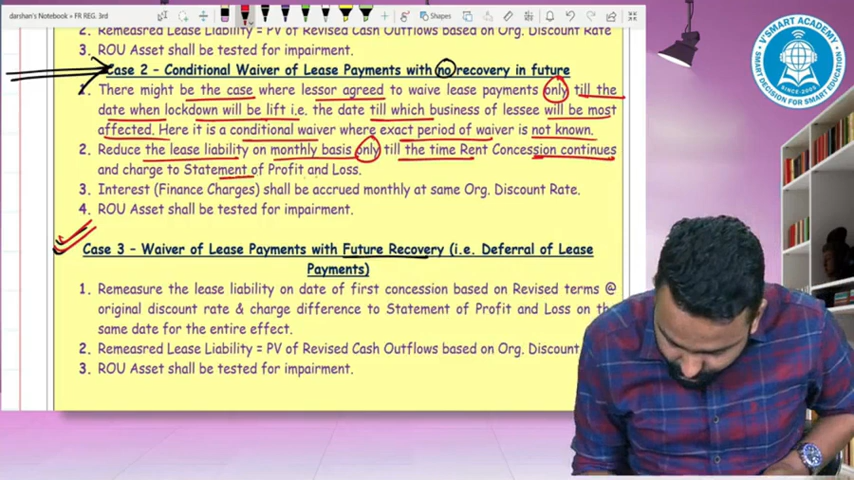 darshan's Notebook » FR REG. 3rd
Shapes
V'SMART ACADEMY
SMART DECISION FOR SMART EDUCATION
SINCE-2005
2. Remeasred Lease Liability = PV of Revised Cash Outflows based on Org. Discount Rate
3. ROU Asset shall be tested for impairment.
Case 2 – Conditional Waiver of Lease Payments with no recovery in future
1. There might be the case where lessor agreed to waive lease payments only till the
date when lockdown will be lift i.e. the date till which business of lessee will be most
affected. Here it is a conditional waiver where exact period of waiver is not known.
2. Reduce the lease liability on monthly basis only till the time Rent Concession continues
and charge to Statement of Profit and Loss.
3. Interest (Finance Charges) shall be accrued monthly at same Org. Discount Rate.
4. ROU Asset shall be tested for impairment.
Case 3 – Waiver of Lease Payments with Future Recovery (i.e. Deferral of Lease
Payments)
1. Remeasure the lease liability on date of first concession based on Revised terms @
original discount rate & charge difference to Statement of Profit and Loss on the
same date for the entire effect.
2. Remeasred Lease Liability = PV of Revised Cash Outflows based on Org. Discount
3. ROU Asset shall be tested for impairment.